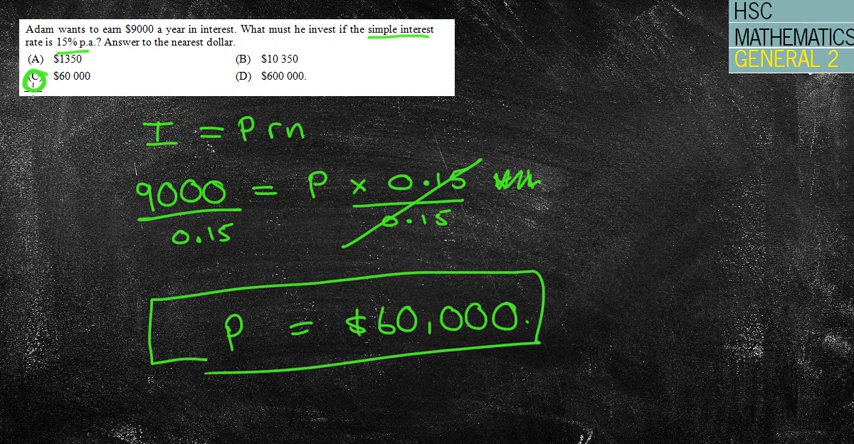 HSC
MATHEMATICS
GENERAL 2
Adam wants to earn $9000 a year in interest. What must he invest if the simple interest
rate is 15% p.a.? Answer to the nearest dollar.
(A) $1350 (B) $10 350
(C) $60 000 (D) $600 000.
I = Prn
9000 = P × 0.15
0.15 0.15
P = $60,000.